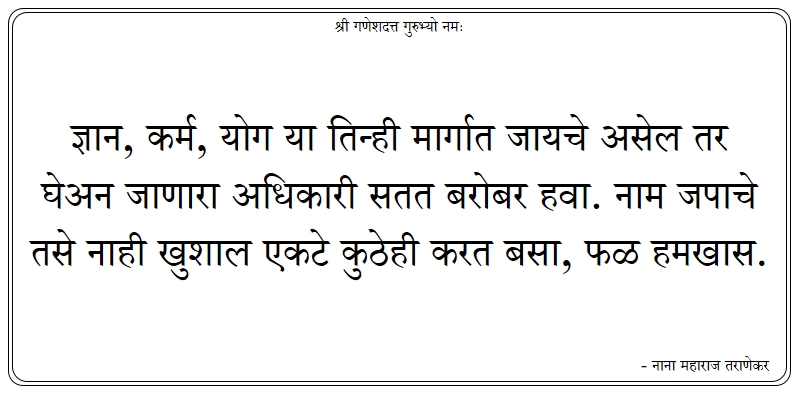 श्री गणेशदत्त गुरुभ्यो नमः
ज्ञान, कर्म, योग या तिन्ही मार्गात जायचे असेल तर
घेअन जाणारा अधिकारी सतत बरोबर हवा. नाम जपाचे
तसे नाही खुशाल एकटे कुठेही करत बसा, फळ हमखास.
- नाना महाराज तराणेकर